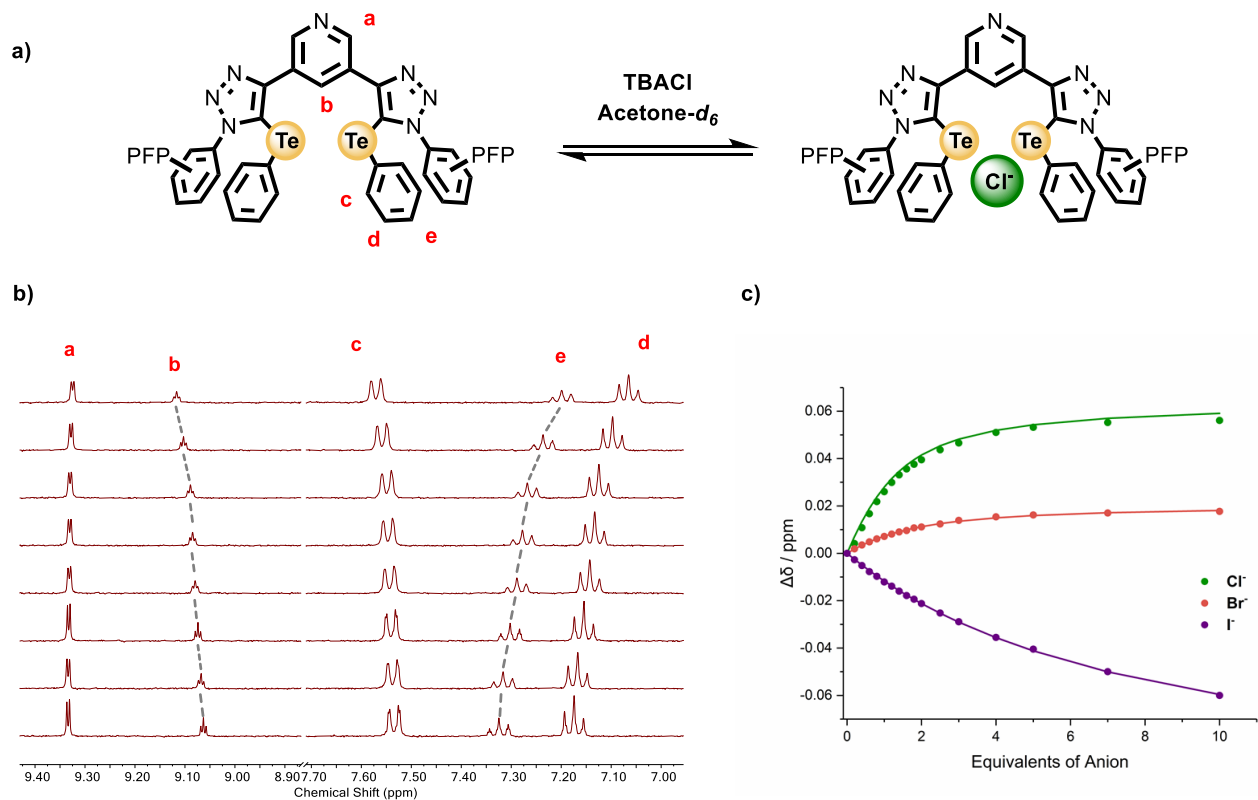 a)
N
a
N
N
N
b
N
N
N
Te
Te
PFP
PFP
c
d
e
TBACl
Acetone-d6
N
N
N
N
N
N
N
Te
Te
PFP
PFP
Cl-
b)
a
b
c
e
d
9.40 9.30 9.20 9.10 9.00 8.90 7.70 7.60 7.50 7.40 7.30 7.20 7.10 7.00
Chemical Shift (ppm)
c)
0.06
0.04
0.02
0.00
-0.02
-0.04
-0.06
Δδ / ppm
Cl-
Br-
I-
0 2 4 6 8 10
Equivalents of Anion